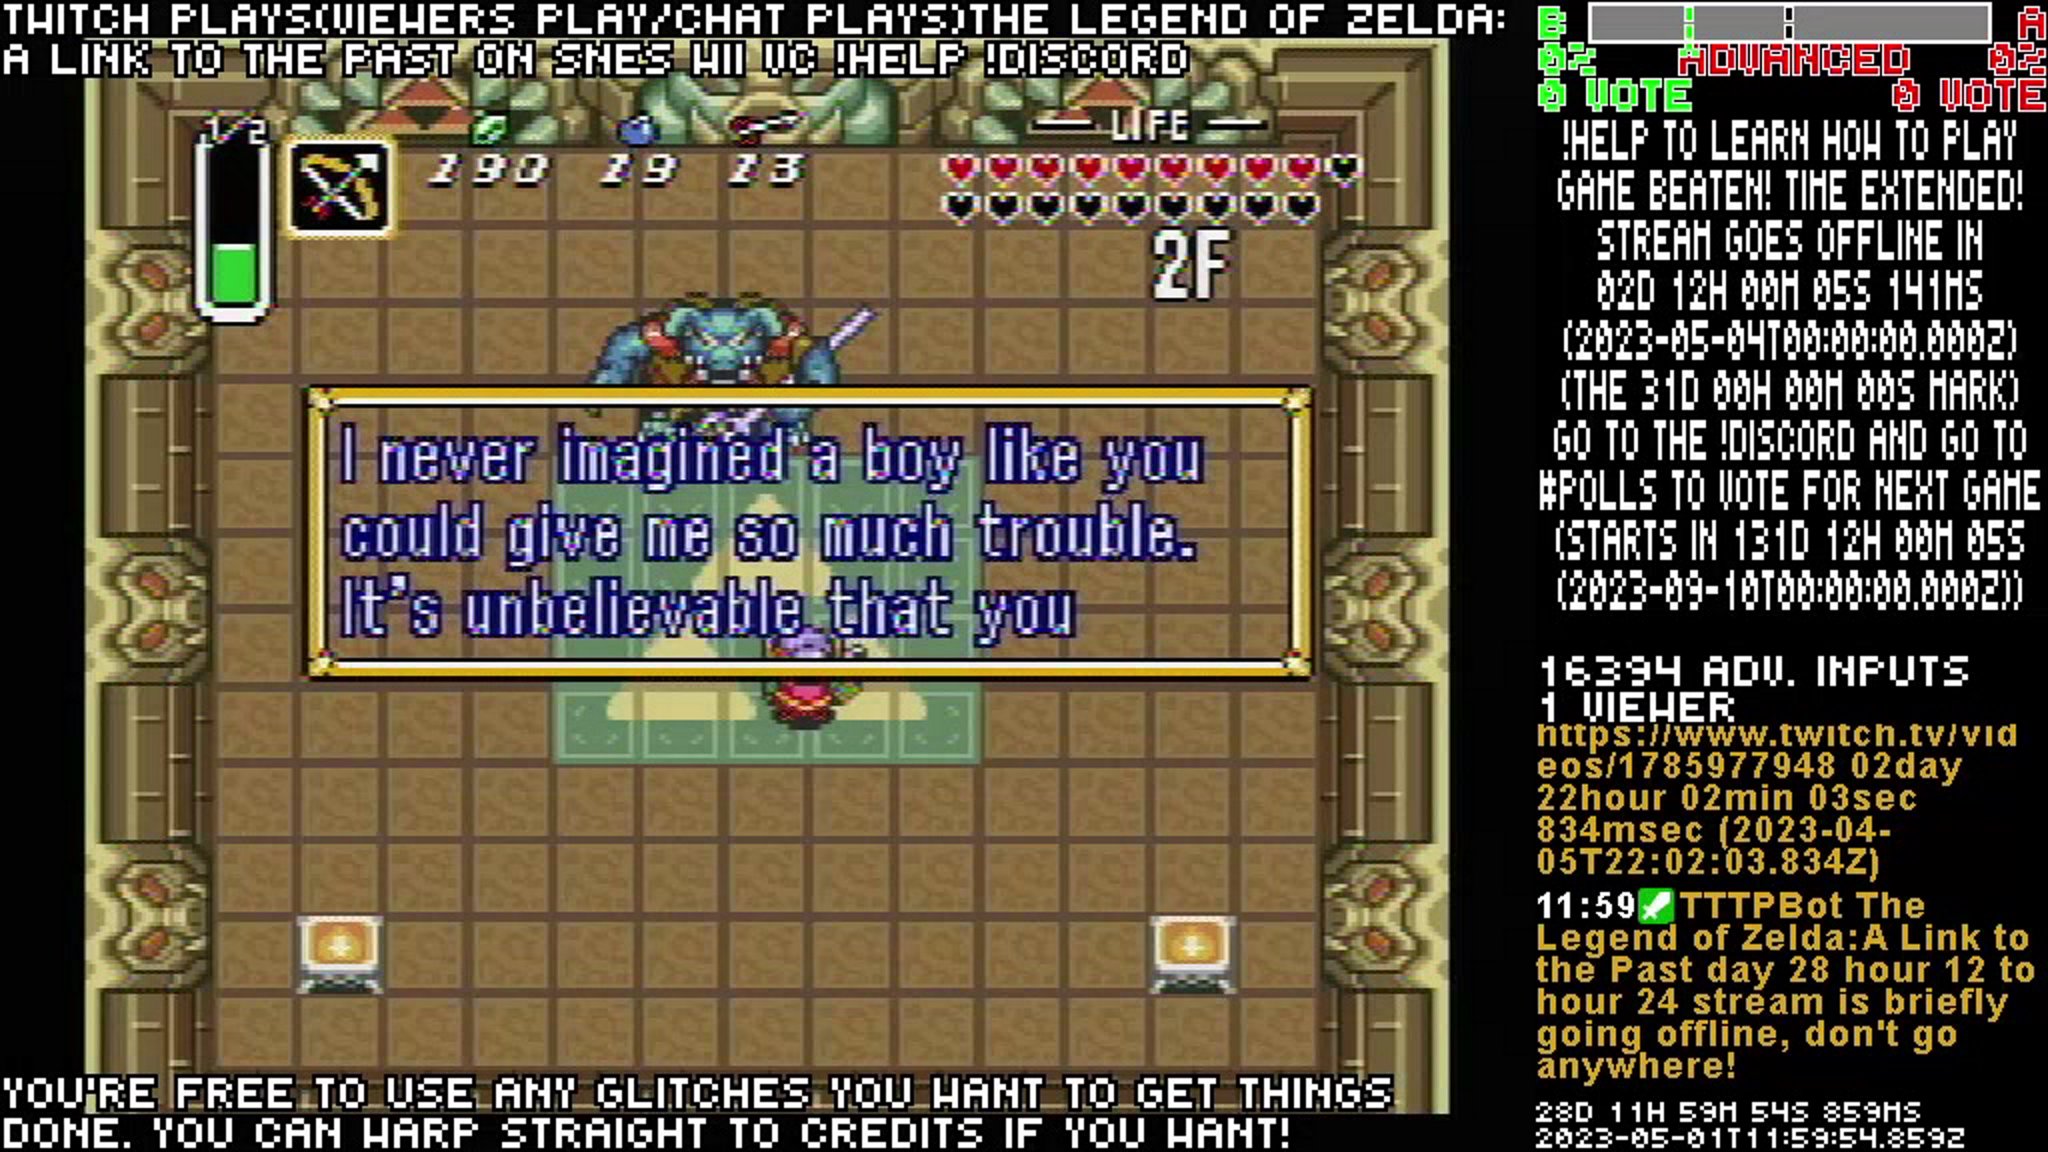 TWITCH PLAYS(VIEWERS PLAY/CHAT PLAYS)THE LEGEND OF ZELDA:
A LINK TO THE PAST ON SNES WII VC !HELP !DISCORD
B A
0% ADVANCED 0%
0 VOTE 0 VOTE
!HELP TO LEARN HOW TO PLAY
GAME BEATEN! TIME EXTENDED!
STREAM GOES OFFLINE IN
02D 12H 00M 05S 141MS
(2023-05-04T00:00:00.000Z)
(THE 31D 00H 00M 00S MARK)
GO TO THE !DISCORD AND GO TO
#POLLS TO VOTE FOR NEXT GAME
(STARTS IN 131D 12H 00M 05S
(2023-09-10T00:00:00.000Z))
1/2
LIFE
190 19 13
2F
I never imagined a boy like you
could give me so much trouble.
It's unbelievable that you
16394 ADV. INPUTS
1 VIEWER
https://www.twitch.tv/vid
eos/1785977948 02day
22hour 02min 03sec
834msec (2023-04-
05T22:02:03.834Z)
11:59 TTTPBot The
Legend of Zelda:A Link to
the Past day 28 hour 12 to
hour 24 stream is briefly
going offline, don't go
anywhere!
28D 11H 59M 54S 859MS
2023-05-01T11:59:54.859Z
YOU'RE FREE TO USE ANY GLITCHES YOU WANT TO GET THINGS
DONE. YOU CAN WARP STRAIGHT TO CREDITS IF YOU WANT!